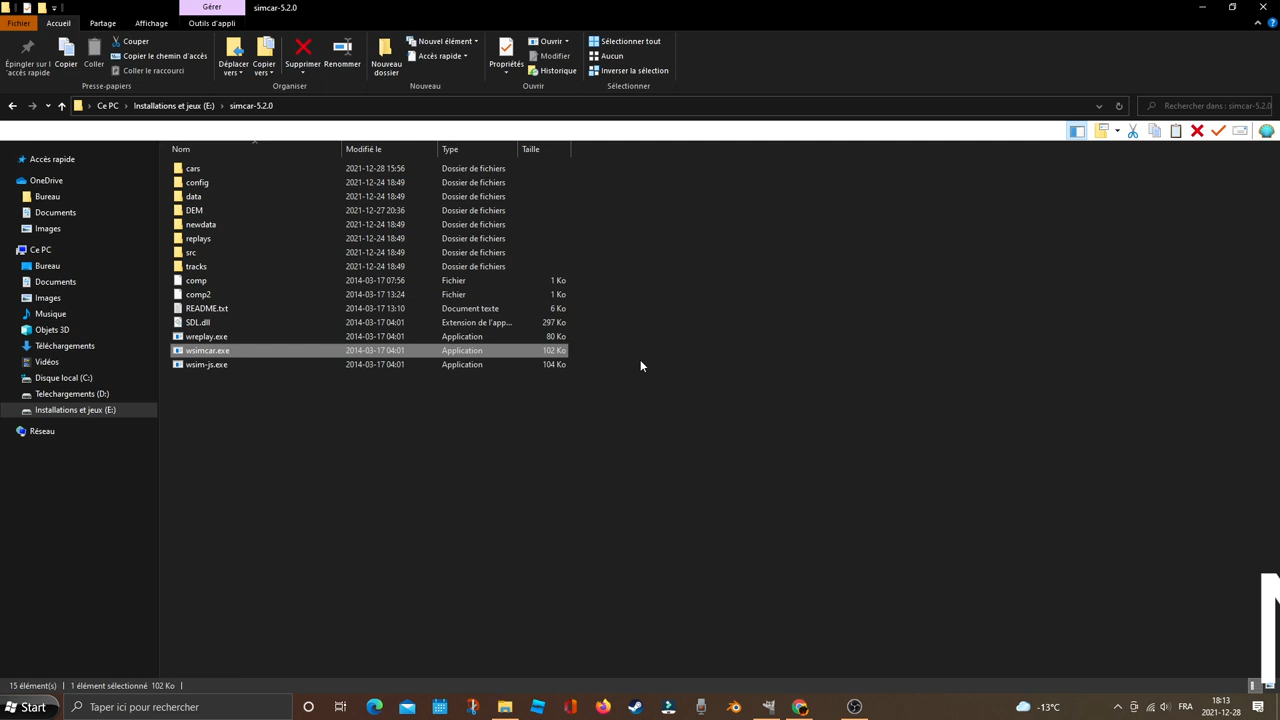 Gérer
simcar-5.2.0
Fichier
Accueil
Partage
Affichage
Outils d'appli
Épingler sur l'accès rapide
Copier
Coller
Couper
Copier le chemin d'accès
Coller le raccourci
Presse-papiers
Déplacer vers
Copier vers
Supprimer
Renommer
Organiser
Nouveau dossier
Nouvel élément
Accès rapide
Nouveau
Propriétés
Ouvrir
Modifier
Historique
Ouvrir
Sélectionner tout
Aucun
Inverser la sélection
Sélectionner
Ce PC
Installations et jeux (E:)
simcar-5.2.0
Rechercher dans : simcar-5.2.0
Accès rapide
OneDrive
Bureau
Documents
Images
Ce PC
Bureau
Documents
Images
Musique
Objets 3D
Téléchargements
Vidéos
Disque local (C:)
Telechargements (D:)
Installations et jeux (E:)
Réseau
Nom Modifié le Type Taille
cars 2021-12-28 15:56 Dossier de fichiers
config 2021-12-24 18:49 Dossier de fichiers
data 2021-12-24 18:49 Dossier de fichiers
DEM 2021-12-27 20:36 Dossier de fichiers
newdata 2021-12-24 18:49 Dossier de fichiers
replays 2021-12-24 18:49 Dossier de fichiers
src 2021-12-24 18:49 Dossier de fichiers
tracks 2021-12-24 18:49 Dossier de fichiers
comp 2014-03-17 07:56 Fichier 1 Ko
comp2 2014-03-17 13:24 Fichier 1 Ko
README.txt 2014-03-17 13:10 Document texte 6 Ko
SDL.dll 2014-03-17 04:01 Extension de l'app... 297 Ko
wreplay.exe 2014-03-17 04:01 Application 80 Ko
wsimcar.exe 2014-03-17 04:01 Application 102 Ko
wsim-js.exe 2014-03-17 04:01 Application 104 Ko
15 élément(s)
1 élément sélectionné 102 Ko
Start
Taper ici pour rechercher
-13°C
FRA
18:13
2021-12-28